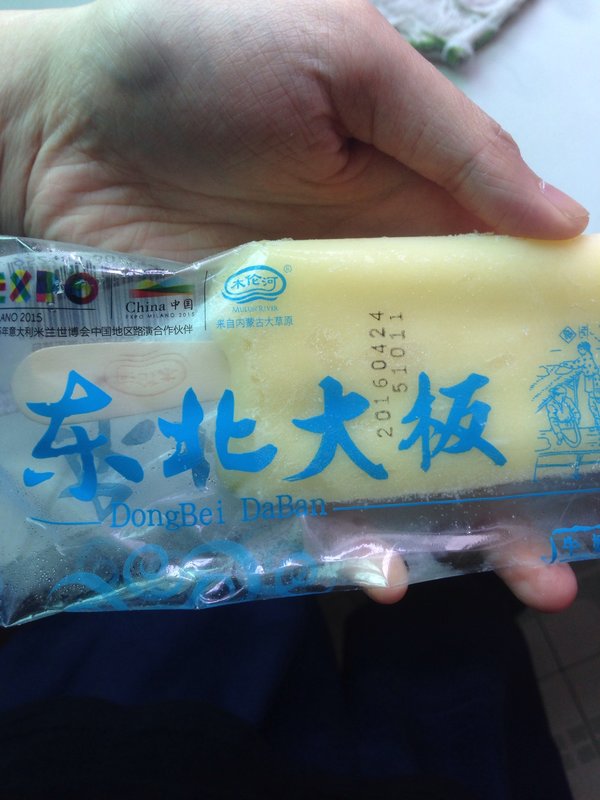 EXPO
MILANO 2015
China 中国
EXPO MILANO 2015
5年意大利米兰世博会中国地区路演合作伙伴
木伦河®
MULUN RIVER
来自内蒙古大草原
20160424
51011
东北大板
DongBei DaBan